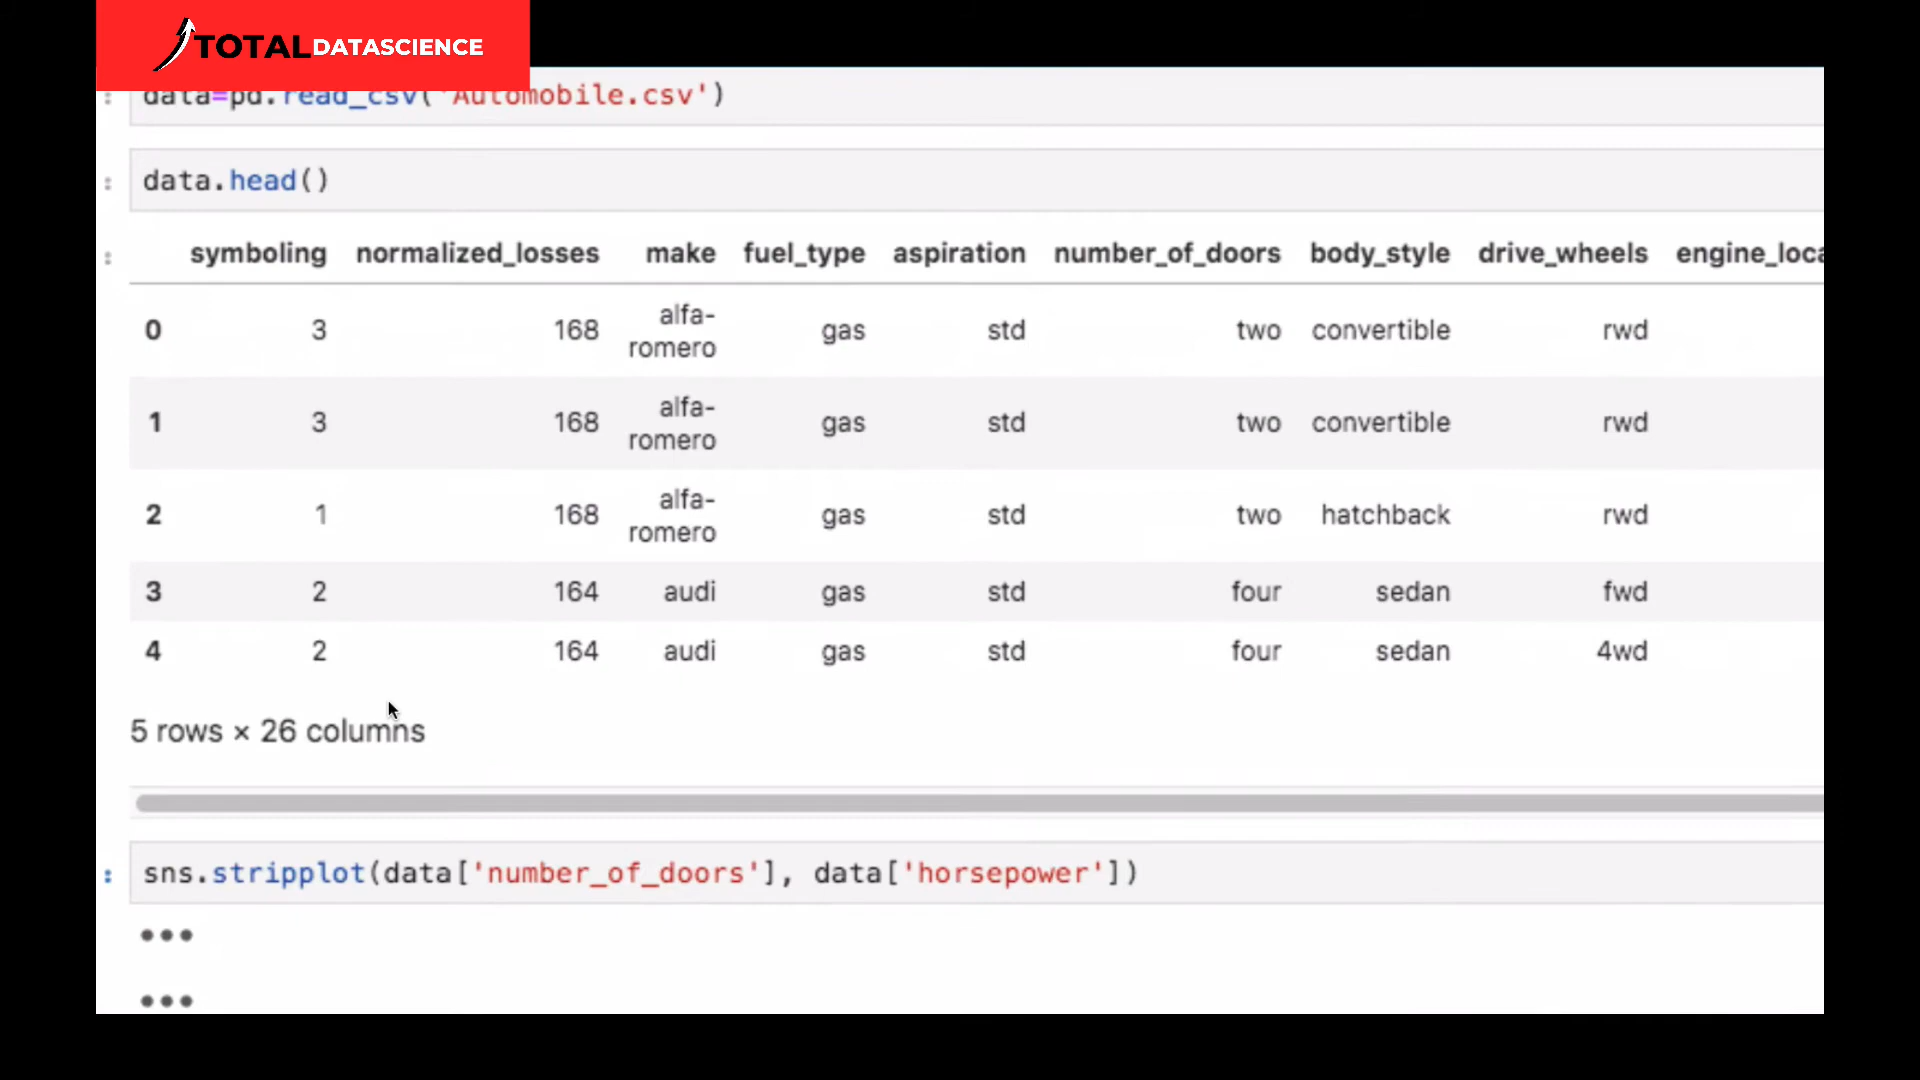 TOTALDATASCIENCE
data=pd.read_csv('Automobile.csv')
data.head()
symboling normalized_losses make fuel_type aspiration number_of_doors body_style drive_wheels engine_loca
0 3 168 alfa-romero gas std two convertible rwd
1 3 168 alfa-romero gas std two convertible rwd
2 1 168 alfa-romero gas std two hatchback rwd
3 2 164 audi gas std four sedan fwd
4 2 164 audi gas std four sedan 4wd
5 rows × 26 columns
sns.stripplot(data['number_of_doors'], data['horsepower'])